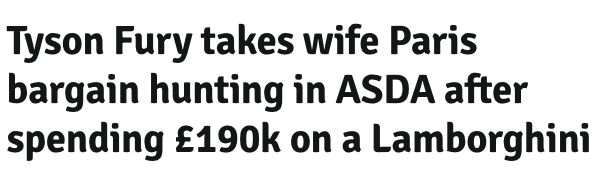 Tyson Fury takes wife Paris
bargain hunting in ASDA after
spending £190k on a Lamborghini